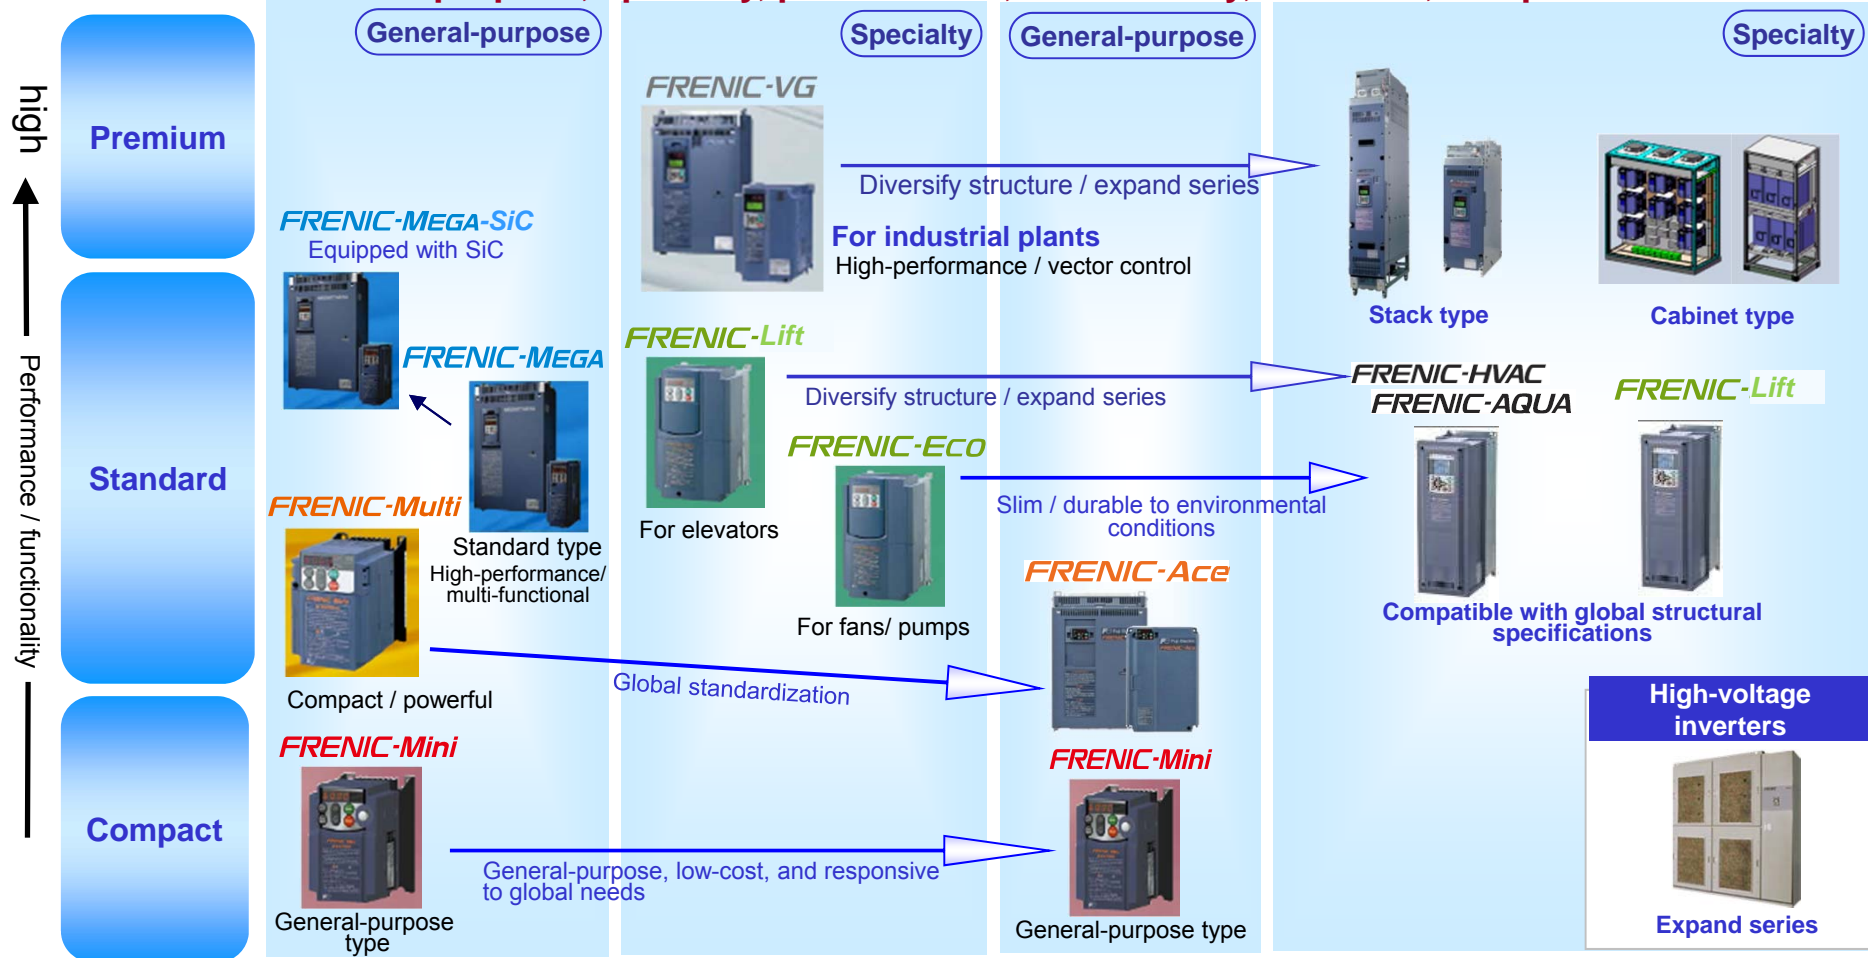 General-purpose
Specialty
General-purpose
Specialty
high
Performance / functionality
Premium
Standard
Compact
FRENIC-VG
Diversify structure / expand series
For industrial plants
High-performance / vector control
Stack type
Cabinet type
FRENIC-MEGA-SiC
Equipped with SiC
FRENIC-MEGA
Standard type
High-performance/
multi-functional
FRENIC-Lift
For elevators
Diversify structure / expand series
FRENIC-HVAC
FRENIC-AQUA
FRENIC-Lift
FRENIC-Eco
For fans/ pumps
Slim / durable to environmental
conditions
Compatible with global structural
specifications
FRENIC-Multi
Compact / powerful
Global standardization
FRENIC-Ace
FRENIC-Mini
General-purpose
type
General-purpose, low-cost, and responsive
to global needs
FRENIC-Mini
General-purpose type
High-voltage
inverters
Expand series